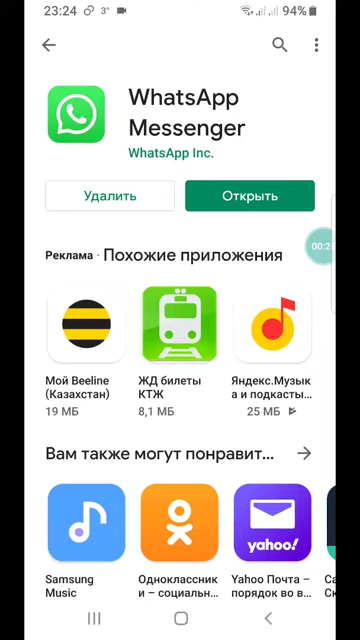 23:24 3° 94%
WhatsApp
Messenger
WhatsApp Inc.
Удалить Открыть
Реклама · Похожие приложения
Мой Beeline
(Казахстан)
19 МБ
ЖД билеты
КТЖ
8,1 МБ
Яндекс.Музык
а и подкасты…
25 МБ
Вам также могут понравит…
yahoo!
Samsung
Music
Одноклассник
и – социальн…
Yahoo Почта –
порядок во в…